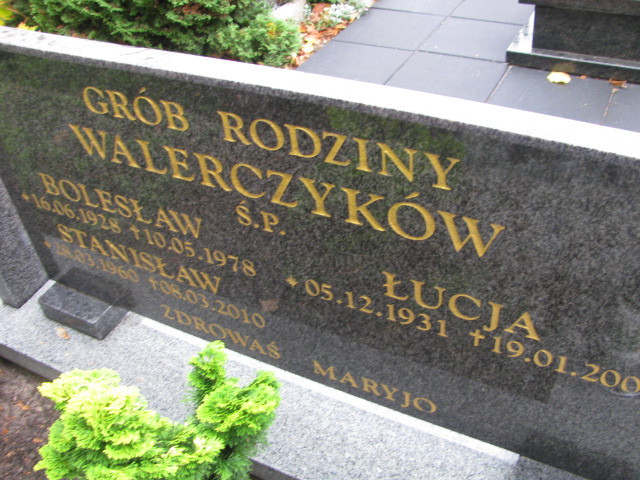 GRÓB RODZINY
WALERCZYKÓW
Ś.P.
BOLESŁAW
*16.06.1928 †10.05.1978
STANISŁAW
†08.03.2010
ŁUCJA
*05.12.1931 †19.01.200
ZDROWAŚ MARYJO